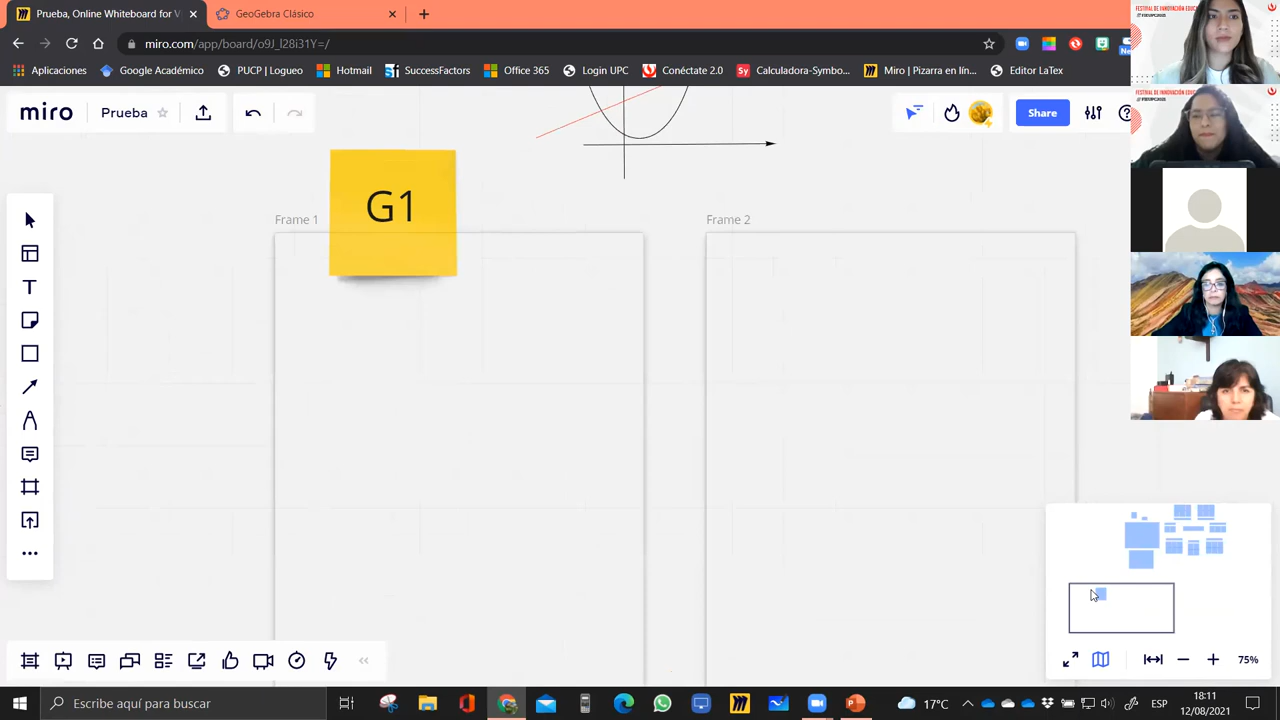 Prueba, Online Whiteboard for V
GeoGebra Clásico
miro.com/app/board/o9J_l28i31Y=/
Aplicaciones
Google Académico
PUCP | Logueo
Hotmail
SucssesFactors
Office 365
Login UPC
Conéctate 2.0
Calculadora-Symbo...
Miro | Pizarra en lín...
Editor LaTex
miro
Prueba
Share
G1
Frame 1
Frame 2
75%
Escribe aquí para buscar
17°C
ESP
18:11
12/08/2021